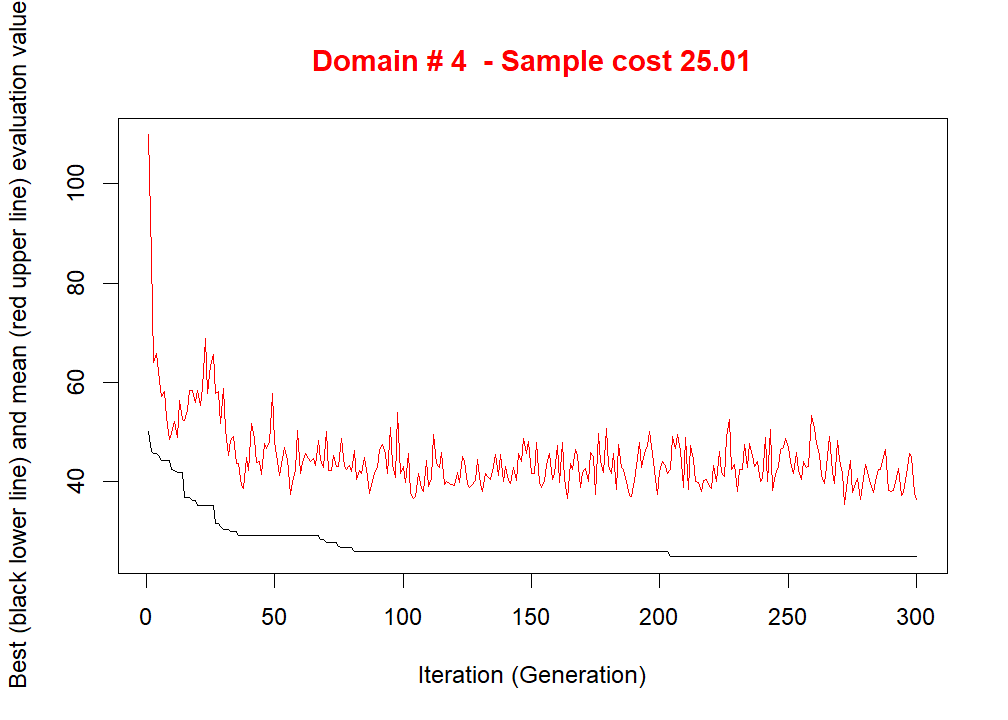 Domain # 4  - Sample cost 25.01
Best (black lower line) and mean (red upper line) evaluation value
100
80
60
40
0 50 100 150 200 250 300
Iteration (Generation)